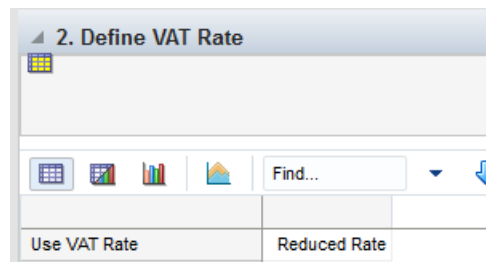 2. Define VAT Rate
Find...
Use VAT Rate Reduced Rate